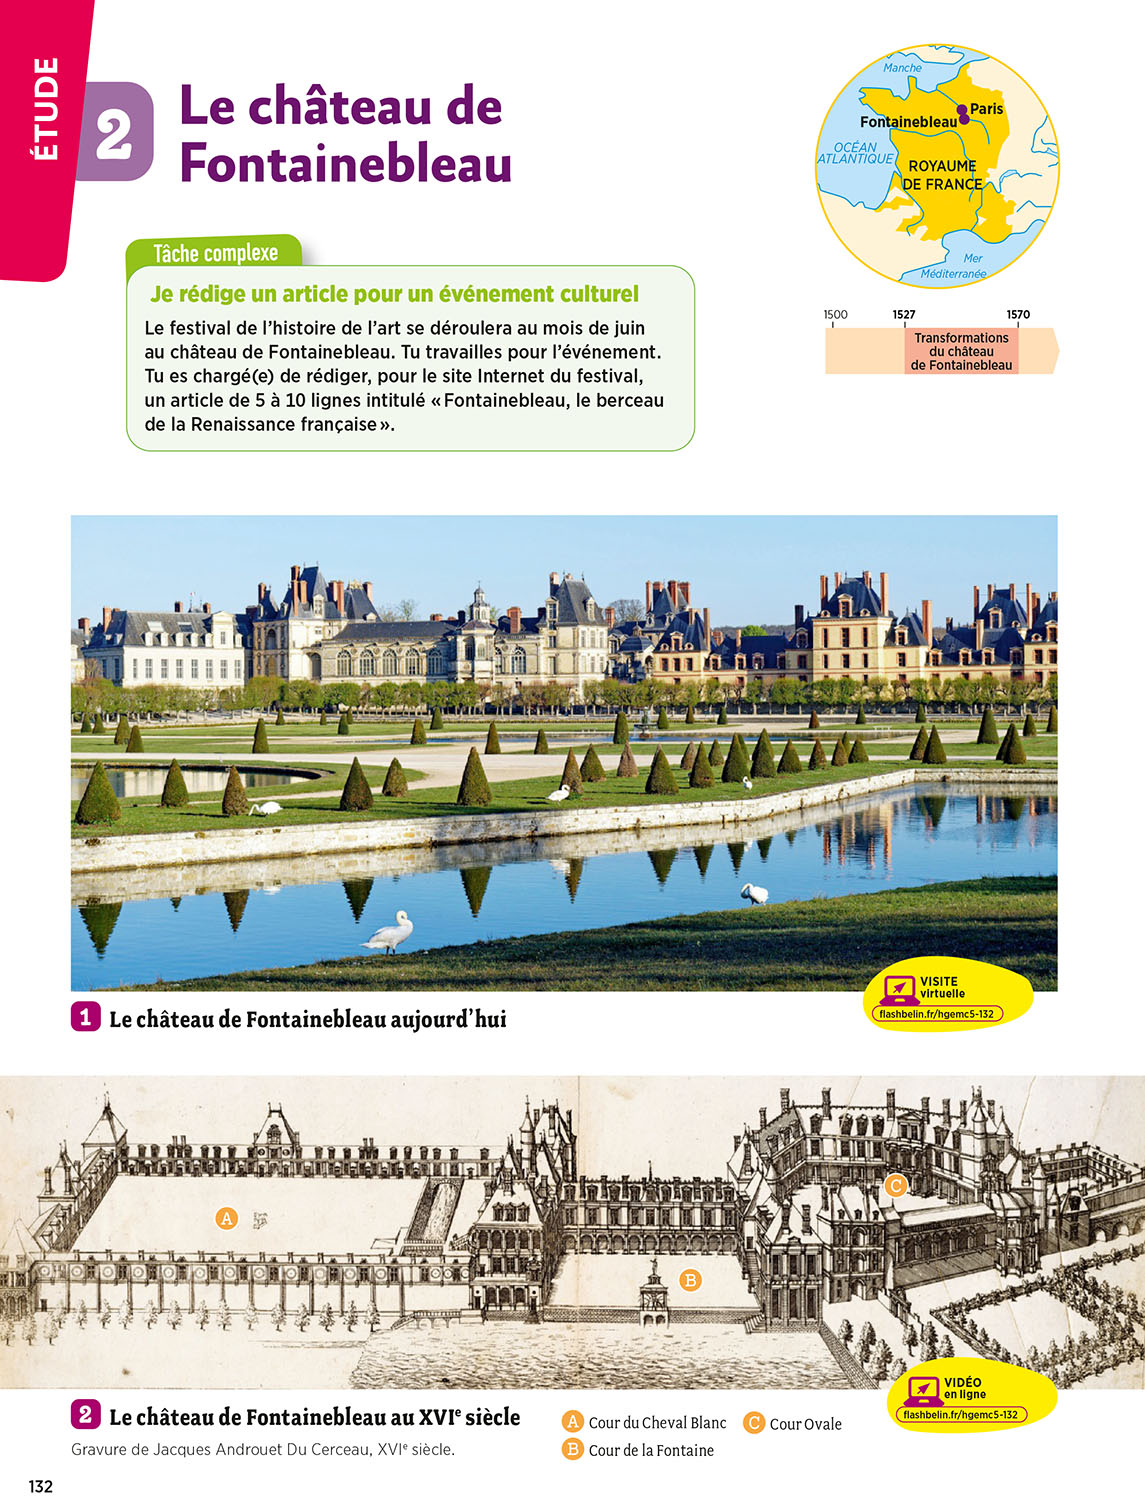 ÉTUDE
2
Le château de
Fontainebleau
Manche
Paris
Fontainebleau
OCÉAN
ATLANTIQUE
ROYAUME
DE FRANCE
Mer
Méditerranée
1500 1527 1570
Transformations
du château
de Fontainebleau
Tâche complexe
Je rédige un article pour un événement culturel
Le festival de l’histoire de l’art se déroulera au mois de juin
au château de Fontainebleau. Tu travailles pour l’événement.
Tu es chargé(e) de rédiger, pour le site Internet du festival,
un article de 5 à 10 lignes intitulé « Fontainebleau, le berceau
de la Renaissance française ».
VISITE
virtuelle
flashbelin.fr/hgemc5-132
1 Le château de Fontainebleau aujourd’hui
A
B
C
VIDÉO
en ligne
flashbelin.fr/hgemc5-132
2 Le château de Fontainebleau au XVIe siècle
Gravure de Jacques Androuet Du Cerceau, XVIe siècle.
A Cour du Cheval Blanc
B Cour de la Fontaine
C Cour Ovale
132